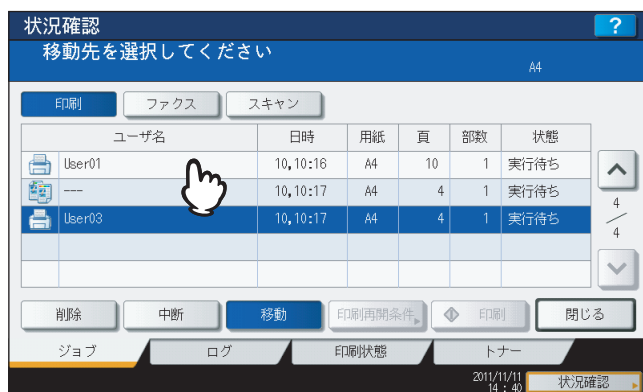 状況確認 ?
移動先を選択してください
A4
印刷 ファクス スキャン
ユーザ名 日時 用紙 頁 部数 状態
User01 10,10:16 A4 10 1 実行待ち
--- 10,10:17 A4 4 1 実行待ち
User03 10,10:17 A4 4 1 実行待ち
4
4
削除 中断 移動 印刷再開条件 印刷 閉じる
ジョブ ログ 印刷状態 トナー
2011/11/11
14 : 40 状況確認